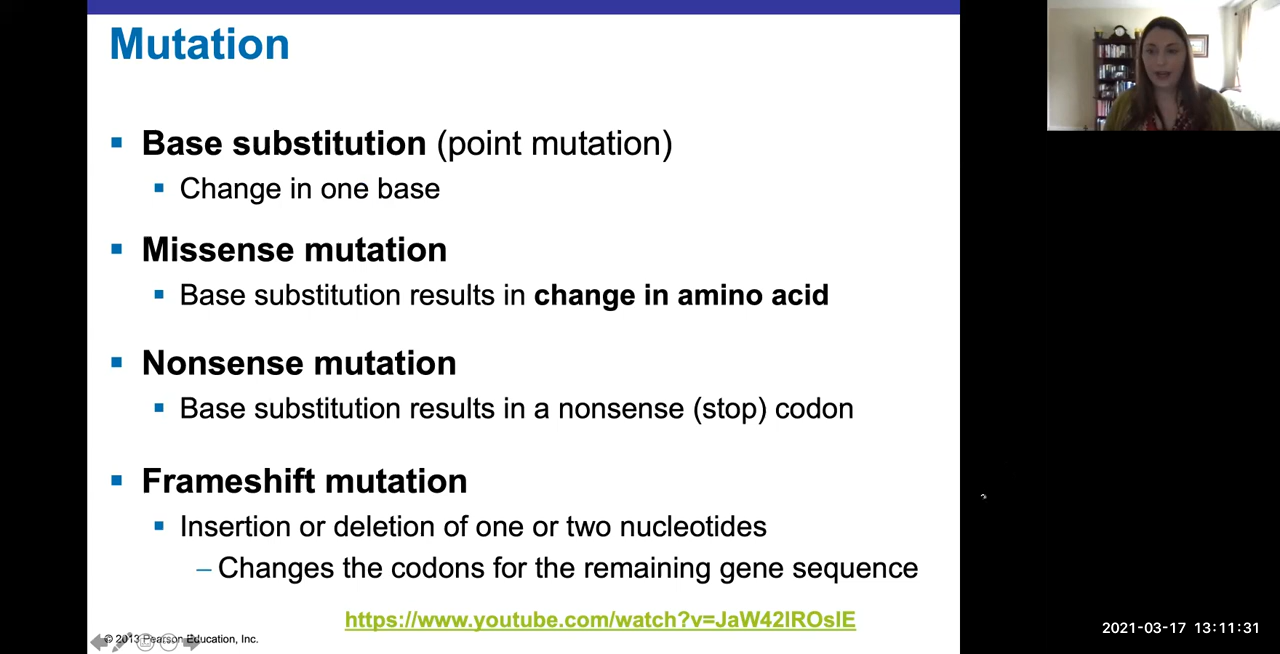 Mutation
Base substitution (point mutation)
Change in one base
Missense mutation
Base substitution results in change in amino acid
Nonsense mutation
Base substitution results in a nonsense (stop) codon
Frameshift mutation
Insertion or deletion of one or two nucleotides
– Changes the codons for the remaining gene sequence
https://www.youtube.com/watch?v=JaW42IROsIE
© 2013 Pearson Education, Inc.
2021-03-17 13:11:31